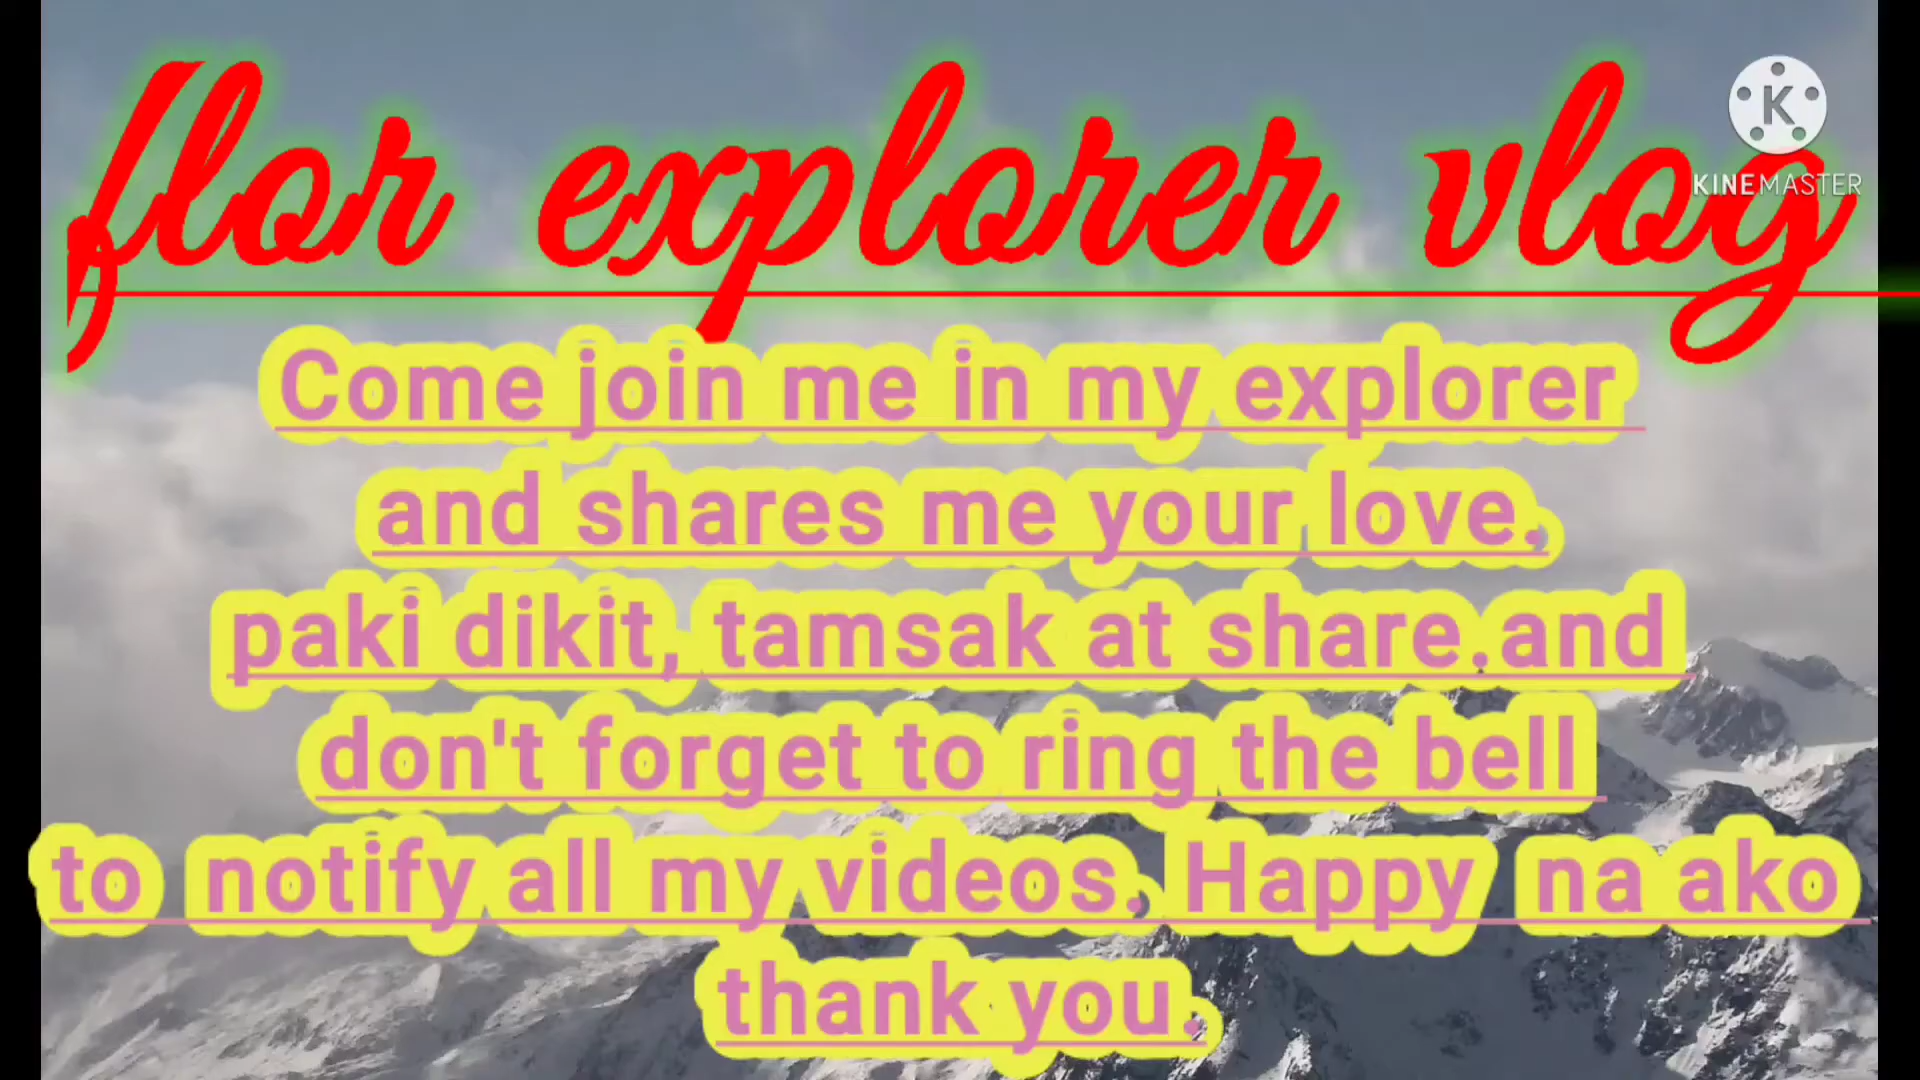 flor explorer vlog
K
KINEMASTER
Come join me in my explorer
and shares me your love.
paki dikit, tamsak at share.and
don't forget to ring the bell
to notify all my videos. Happy na ako
thank you.